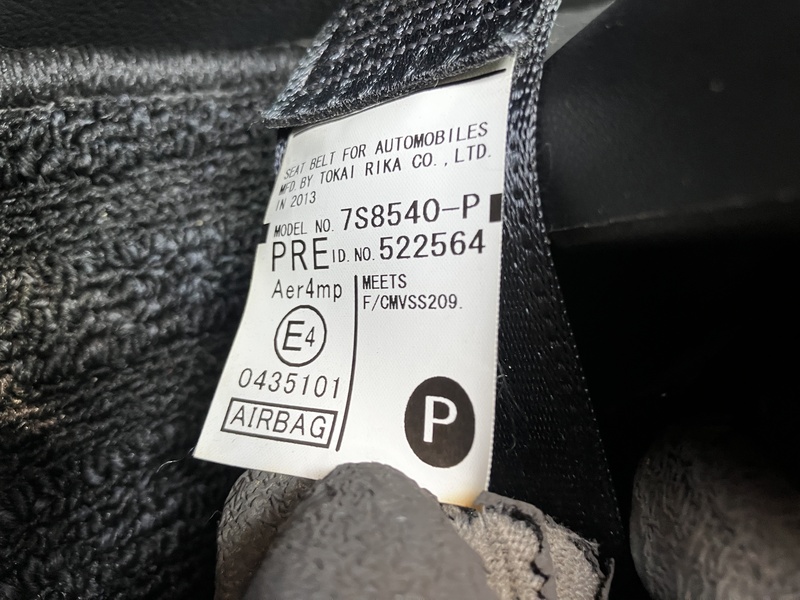 SEAT BELT FOR AUTOMOBILES
MFD.BY TOKAI RIKA CO.,LTD.
IN 2013
MODEL NO. 7S8540-P
PRE ID.NO. 522564
Aer4mp
E4
0435101
AIRBAG
MEETS
F/CMVSS209.
P